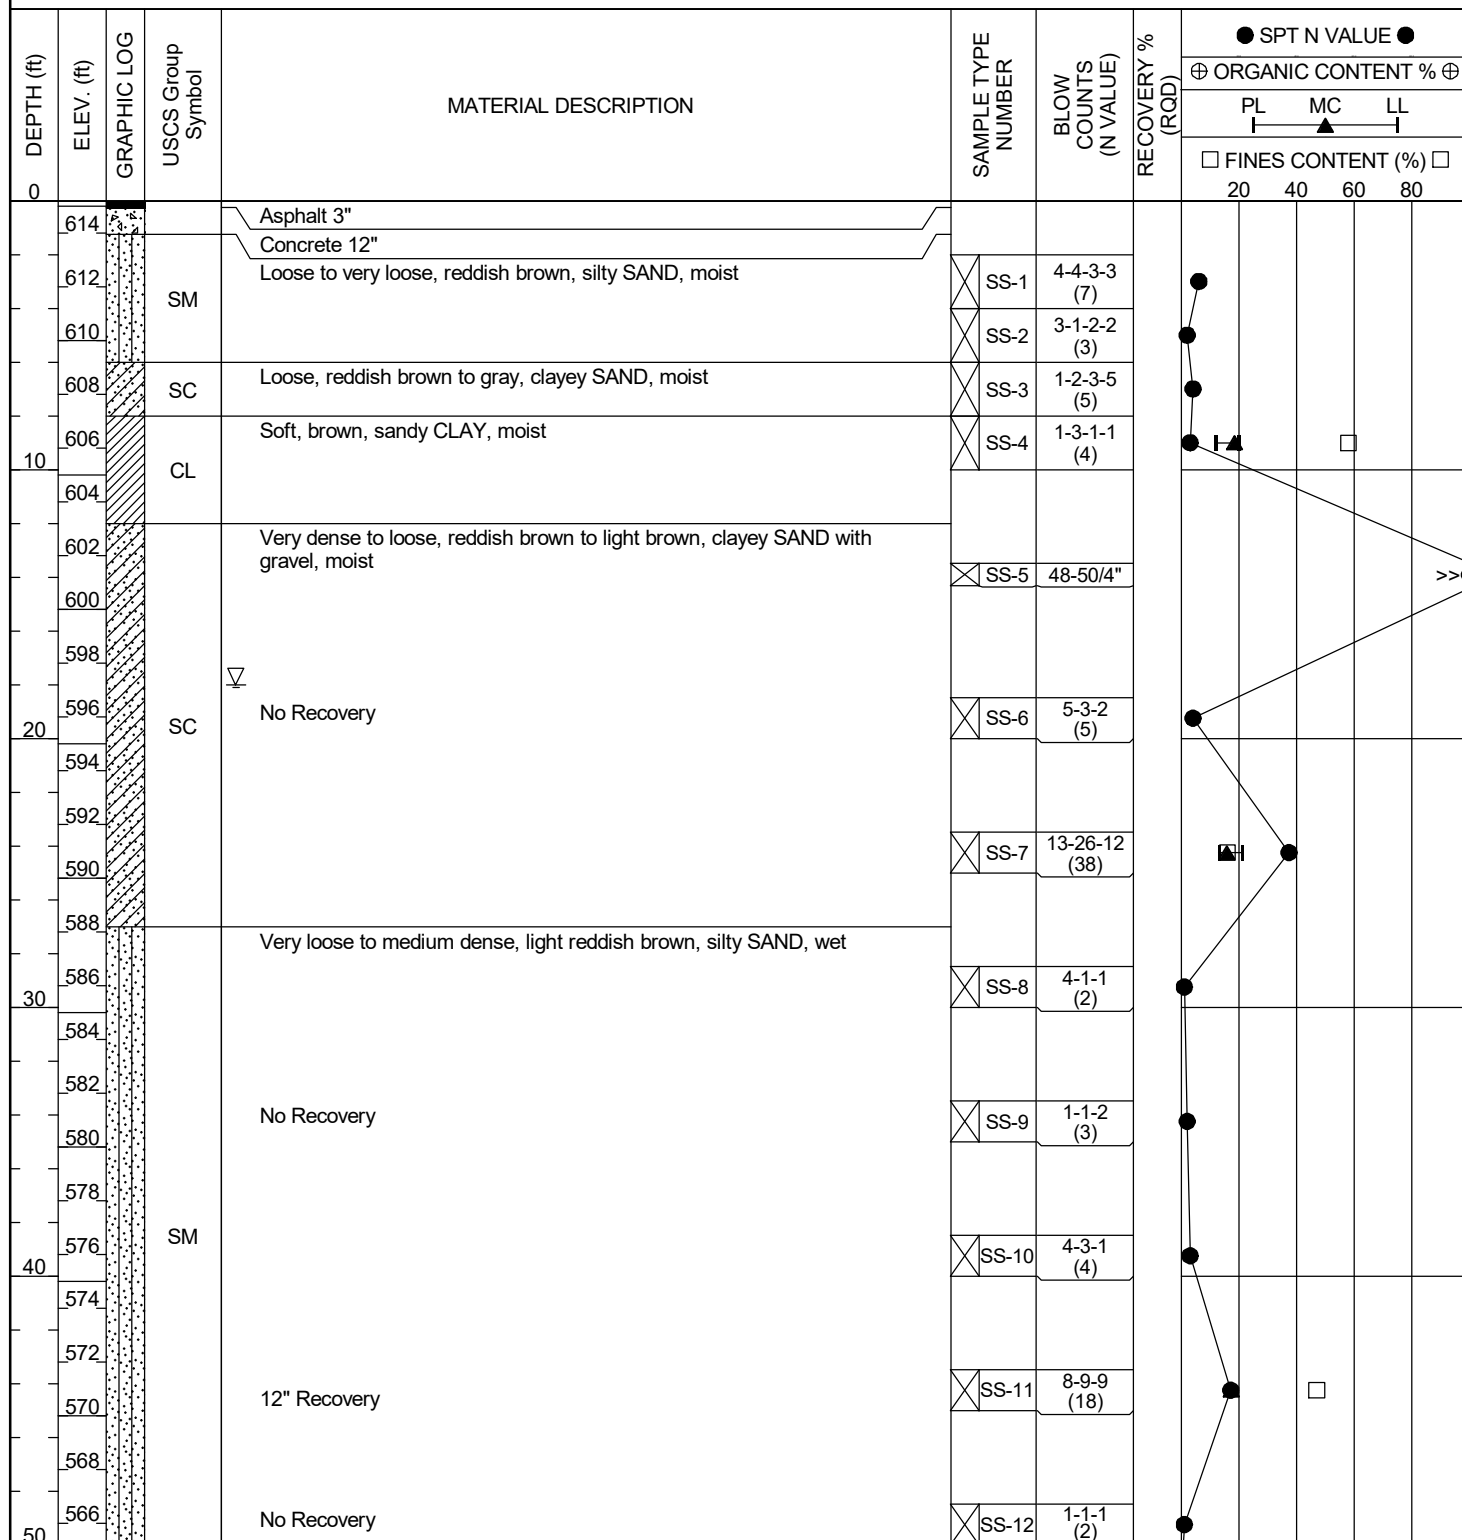 DEPTH (ft)
ELEV. (ft)
GRAPHIC LOG
USCS Group
Symbol
MATERIAL DESCRIPTION
SAMPLE TYPE
NUMBER
BLOW
COUNTS
(N VALUE)
RECOVERY %
(RQD)
SPT N VALUE
ORGANIC CONTENT %
PL MC LL
FINES CONTENT (%)
0
20 40 60 80
Asphalt 3"
614
Concrete 12"
Loose to very loose, reddish brown, silty SAND, moist
612
SM
SS-1
4-4-3-3
(7)
610
SS-2
3-1-2-2
(3)
Loose, reddish brown to gray, clayey SAND, moist
608
SC
SS-3
1-2-3-5
(5)
Soft, brown, sandy CLAY, moist
606
SS-4
1-3-1-1
(4)
10
CL
604
Very dense to loose, reddish brown to light brown, clayey SAND with
gravel, moist
602
SS-5
48-50/4"
>>
600
598
596
No Recovery
SC
SS-6
5-3-2
(5)
20
594
592
SS-7
13-26-12
(38)
590
588
Very loose to medium dense, light reddish brown, silty SAND, wet
586
SS-8
4-1-1
(2)
30
584
582
No Recovery
SS-9
1-1-2
(3)
580
578
SM
576
SS-10
4-3-1
(4)
40
574
572
12" Recovery
SS-11
8-9-9
(18)
570
568
566
No Recovery
SS-12
1-1-1
(2)
50